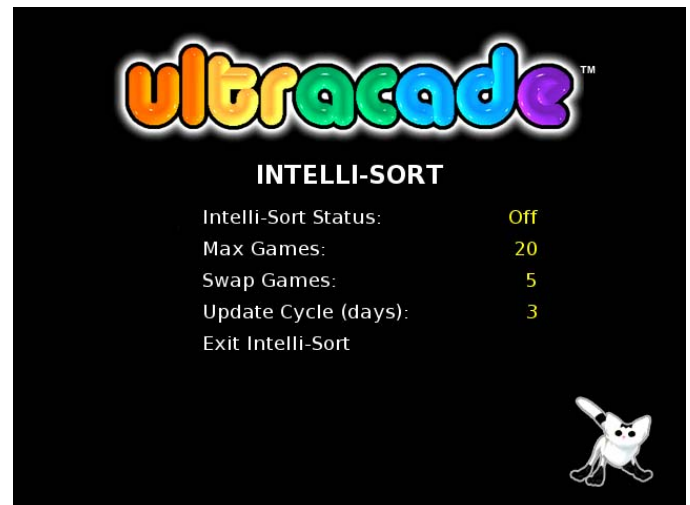 ultracade™
INTELLI-SORT
Intelli-Sort Status: Off
Max Games: 20
Swap Games: 5
Update Cycle (days): 3
Exit Intelli-Sort